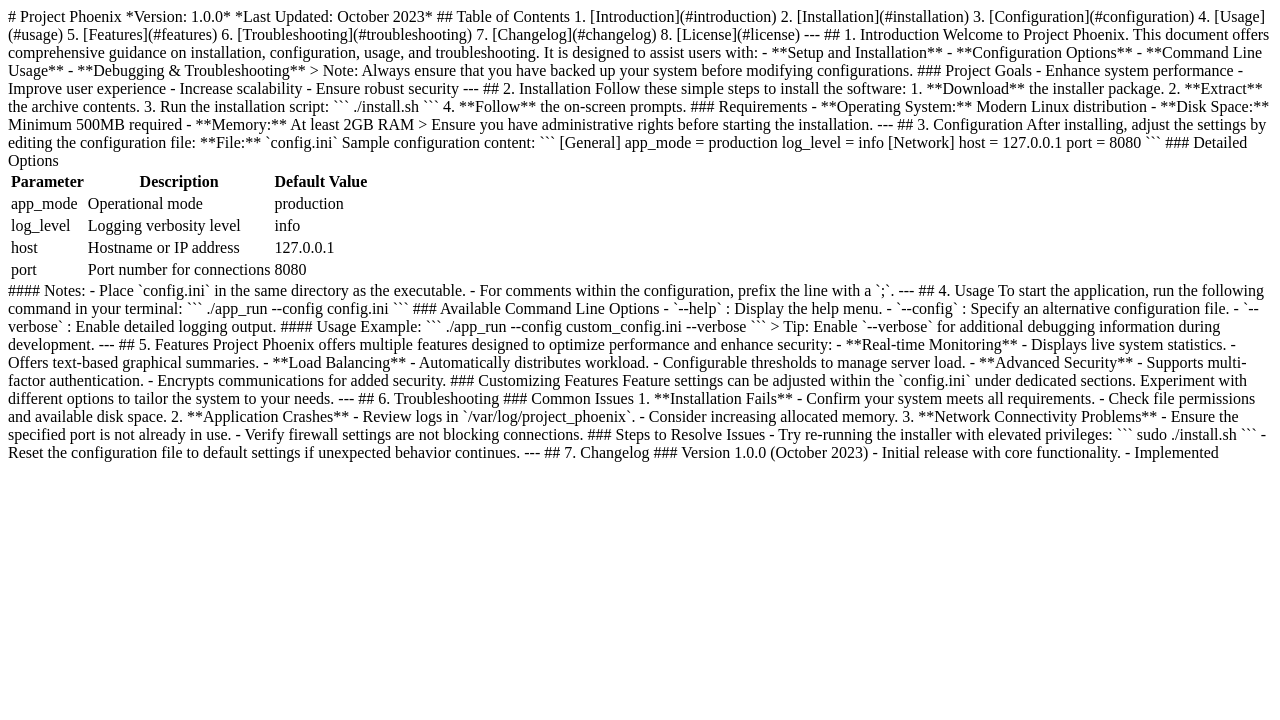 # Project Phoenix *Version: 1.0.0* *Last Updated: October 2023* ## Table of Contents 1. [Introduction](#introduction) 2. [Installation](#installation) 3. [Configuration](#configuration) 4. [Usage]
(#usage) 5. [Features](#features) 6. [Troubleshooting](#troubleshooting) 7. [Changelog](#changelog) 8. [License](#license) --- ## 1. Introduction Welcome to Project Phoenix. This document offers
comprehensive guidance on installation, configuration, usage, and troubleshooting. It is designed to assist users with: - **Setup and Installation** - **Configuration Options** - **Command Line
Usage** - **Debugging & Troubleshooting** > Note: Always ensure that you have backed up your system before modifying configurations. ### Project Goals - Enhance system performance -
Improve user experience - Increase scalability - Ensure robust security --- ## 2. Installation Follow these simple steps to install the software: 1. **Download** the installer package. 2. **Extract**
the archive contents. 3. Run the installation script: ``` ./install.sh ``` 4. **Follow** the on-screen prompts. ### Requirements - **Operating System:** Modern Linux distribution - **Disk Space:**
Minimum 500MB required - **Memory:** At least 2GB RAM > Ensure you have administrative rights before starting the installation. --- ## 3. Configuration After installing, adjust the settings by
editing the configuration file: **File:** `config.ini` Sample configuration content: ``` [General] app_mode = production log_level = info [Network] host = 127.0.0.1 port = 8080 ``` ### Detailed
Options
Parameter Description Default Value
app_mode Operational mode production
log_level Logging verbosity level info
host Hostname or IP address 127.0.0.1
port Port number for connections 8080
#### Notes: - Place `config.ini` in the same directory as the executable. - For comments within the configuration, prefix the line with a `;`. --- ## 4. Usage To start the application, run the following
command in your terminal: ``` ./app_run --config config.ini ``` ### Available Command Line Options - `--help` : Display the help menu. - `--config` : Specify an alternative configuration file. - `--
verbose` : Enable detailed logging output. #### Usage Example: ``` ./app_run --config custom_config.ini --verbose ``` > Tip: Enable `--verbose` for additional debugging information during
development. --- ## 5. Features Project Phoenix offers multiple features designed to optimize performance and enhance security: - **Real-time Monitoring** - Displays live system statistics. -
Offers text-based graphical summaries. - **Load Balancing** - Automatically distributes workload. - Configurable thresholds to manage server load. - **Advanced Security** - Supports multi-
factor authentication. - Encrypts communications for added security. ### Customizing Features Feature settings can be adjusted within the `config.ini` under dedicated sections. Experiment with
different options to tailor the system to your needs. --- ## 6. Troubleshooting ### Common Issues 1. **Installation Fails** - Confirm your system meets all requirements. - Check file permissions
and available disk space. 2. **Application Crashes** - Review logs in `/var/log/project_phoenix`. - Consider increasing allocated memory. 3. **Network Connectivity Problems** - Ensure the
specified port is not already in use. - Verify firewall settings are not blocking connections. ### Steps to Resolve Issues - Try re-running the installer with elevated privileges: ``` sudo ./install.sh ``` -
Reset the configuration file to default settings if unexpected behavior continues. --- ## 7. Changelog ### Version 1.0.0 (October 2023) - Initial release with core functionality. - Implemented